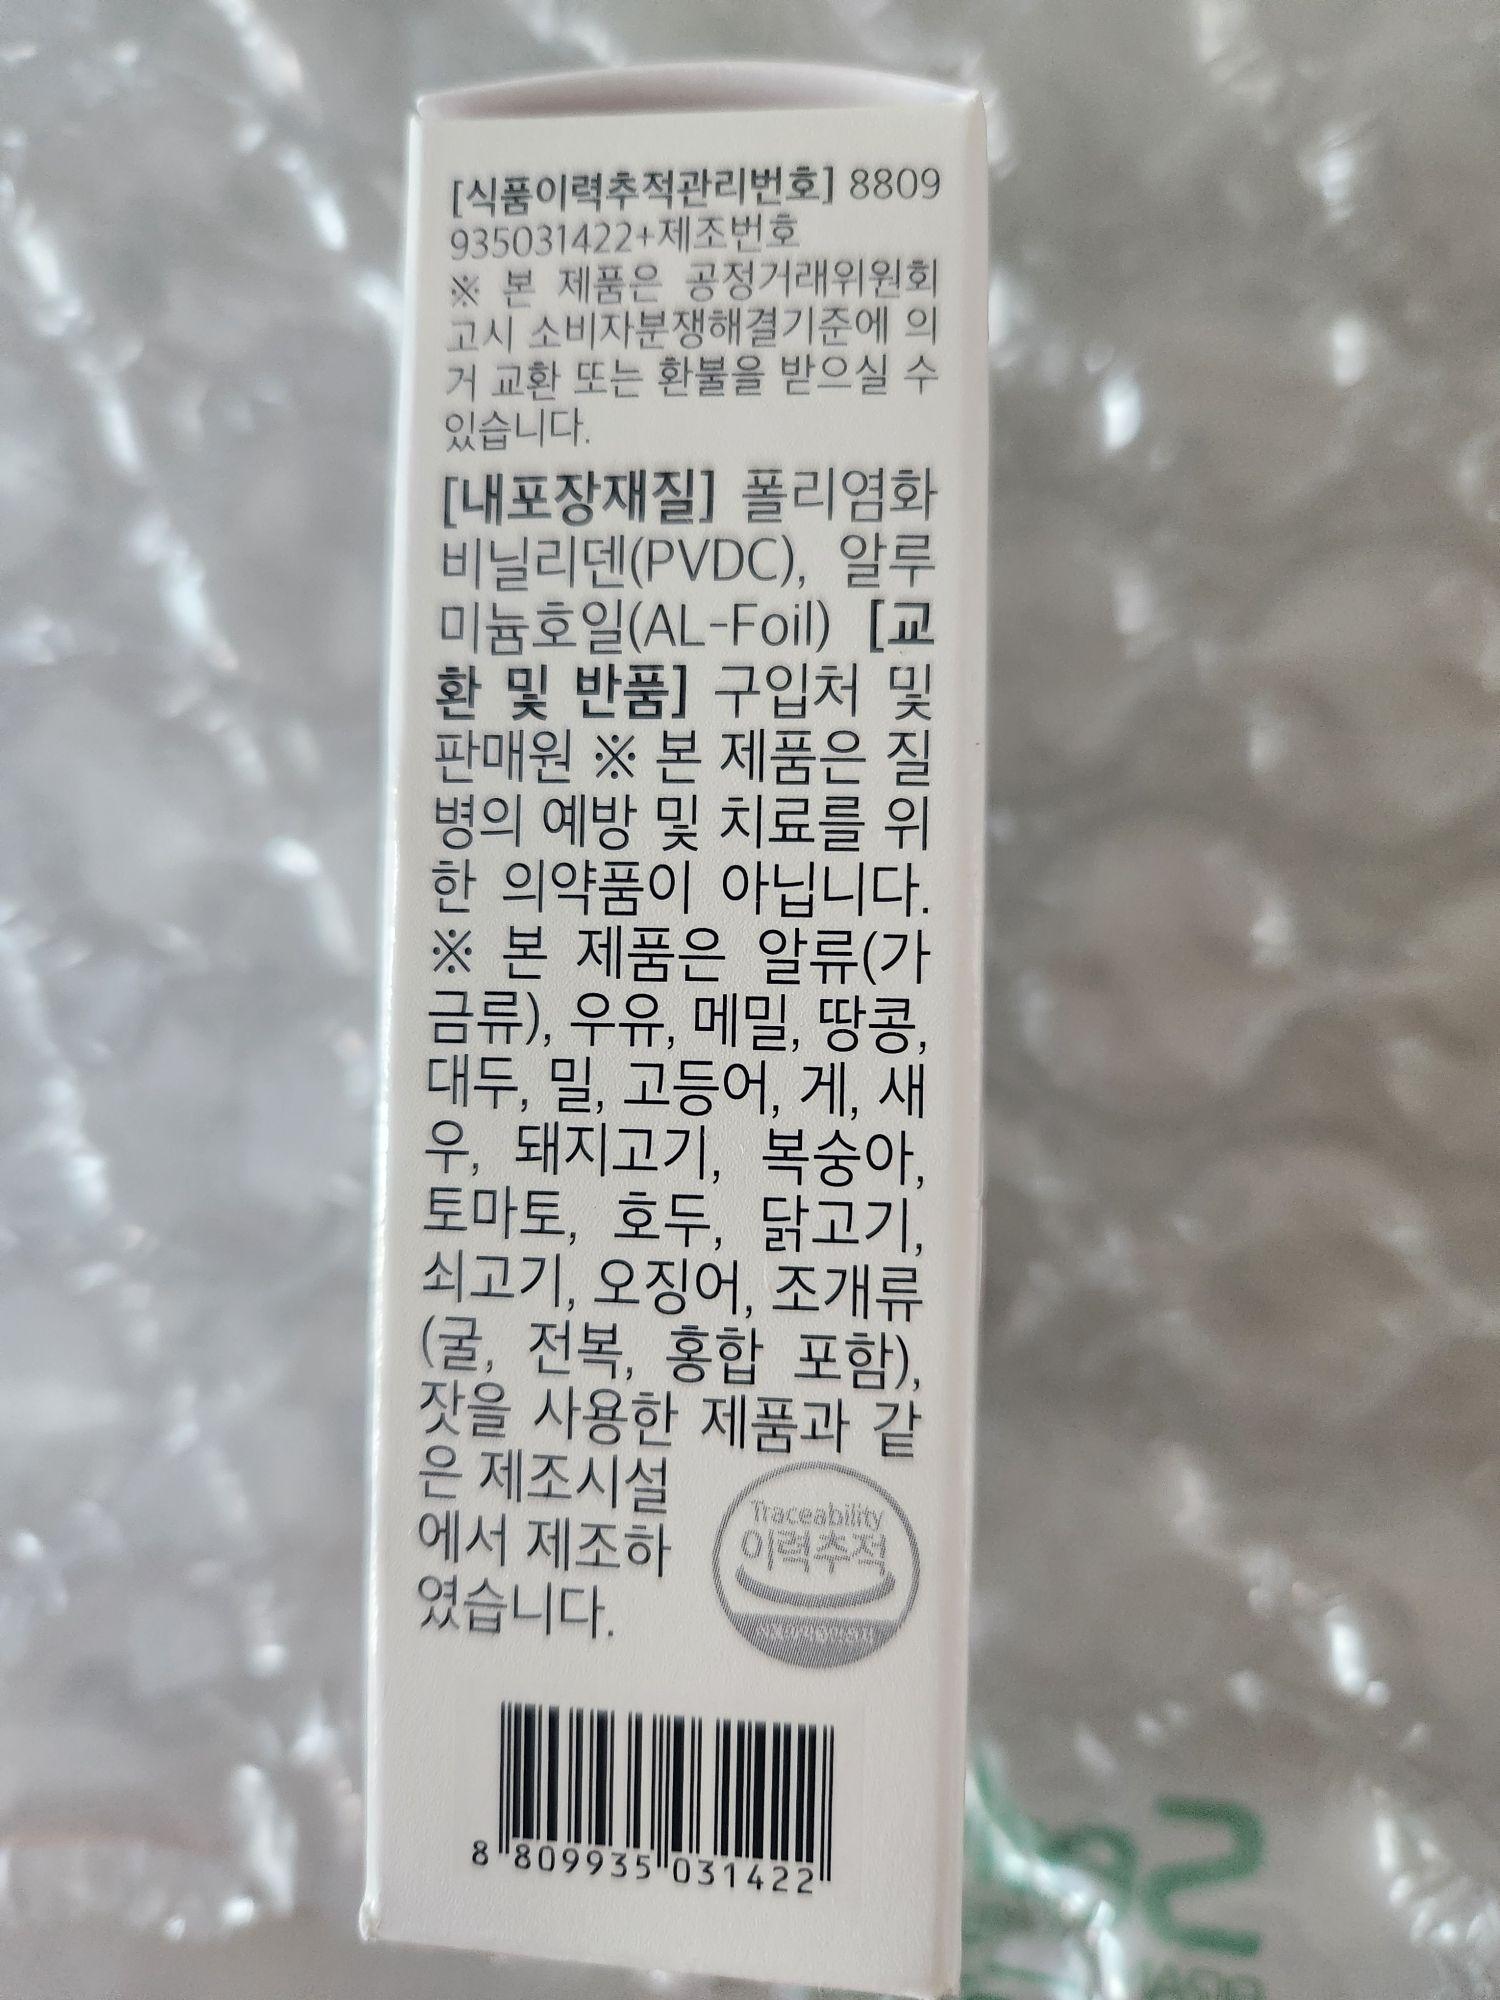 [식품이력추적관리번호] 8809
935031422+제조번호
※ 본 제품은 공정거래위원회
고시 소비자분쟁해결기준에 의
거 교환 또는 환불을 받으실 수
있습니다.
[내포장재질] 폴리염화
비닐리덴(PVDC), 알루
미늄호일(AL-Foil) [교
환 및 반품] 구입처 및
판매원 ※ 본 제품은 질
병의 예방 및 치료를 위
한 의약품이 아닙니다.
※ 본 제품은 알류(가
금류), 우유, 메밀, 땅콩,
대두, 밀, 고등어, 게, 새
우, 돼지고기, 복숭아,
토마토, 호두, 닭고기,
쇠고기, 오징어, 조개류
(굴, 전복, 홍합 포함),
잣을 사용한 제품과 같
은 제조시설
에서 제조하
였습니다.
Traceability
이력추적
식품의약품안전처
8 809935 031422